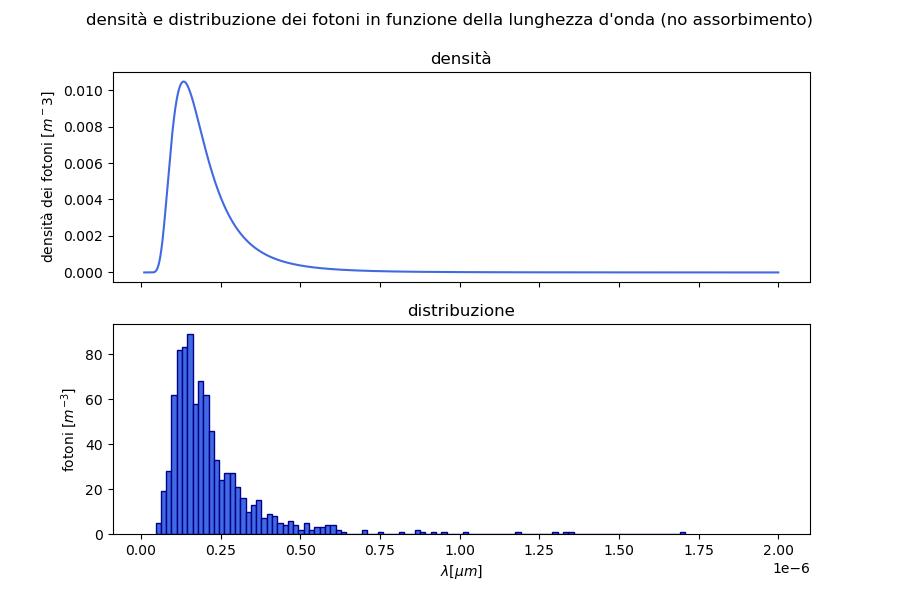 densità e distribuzione dei fotoni in funzione della lunghezza d'onda (no assorbimento)
densità
densità dei fotoni [m⁻3]
0.010
0.008
0.006
0.004
0.002
0.000
distribuzione
fotoni [m⁻³]
80
60
40
20
0
0.00 0.25 0.50 0.75 1.00 1.25 1.50 1.75 2.00
1e−6
λ[μm]